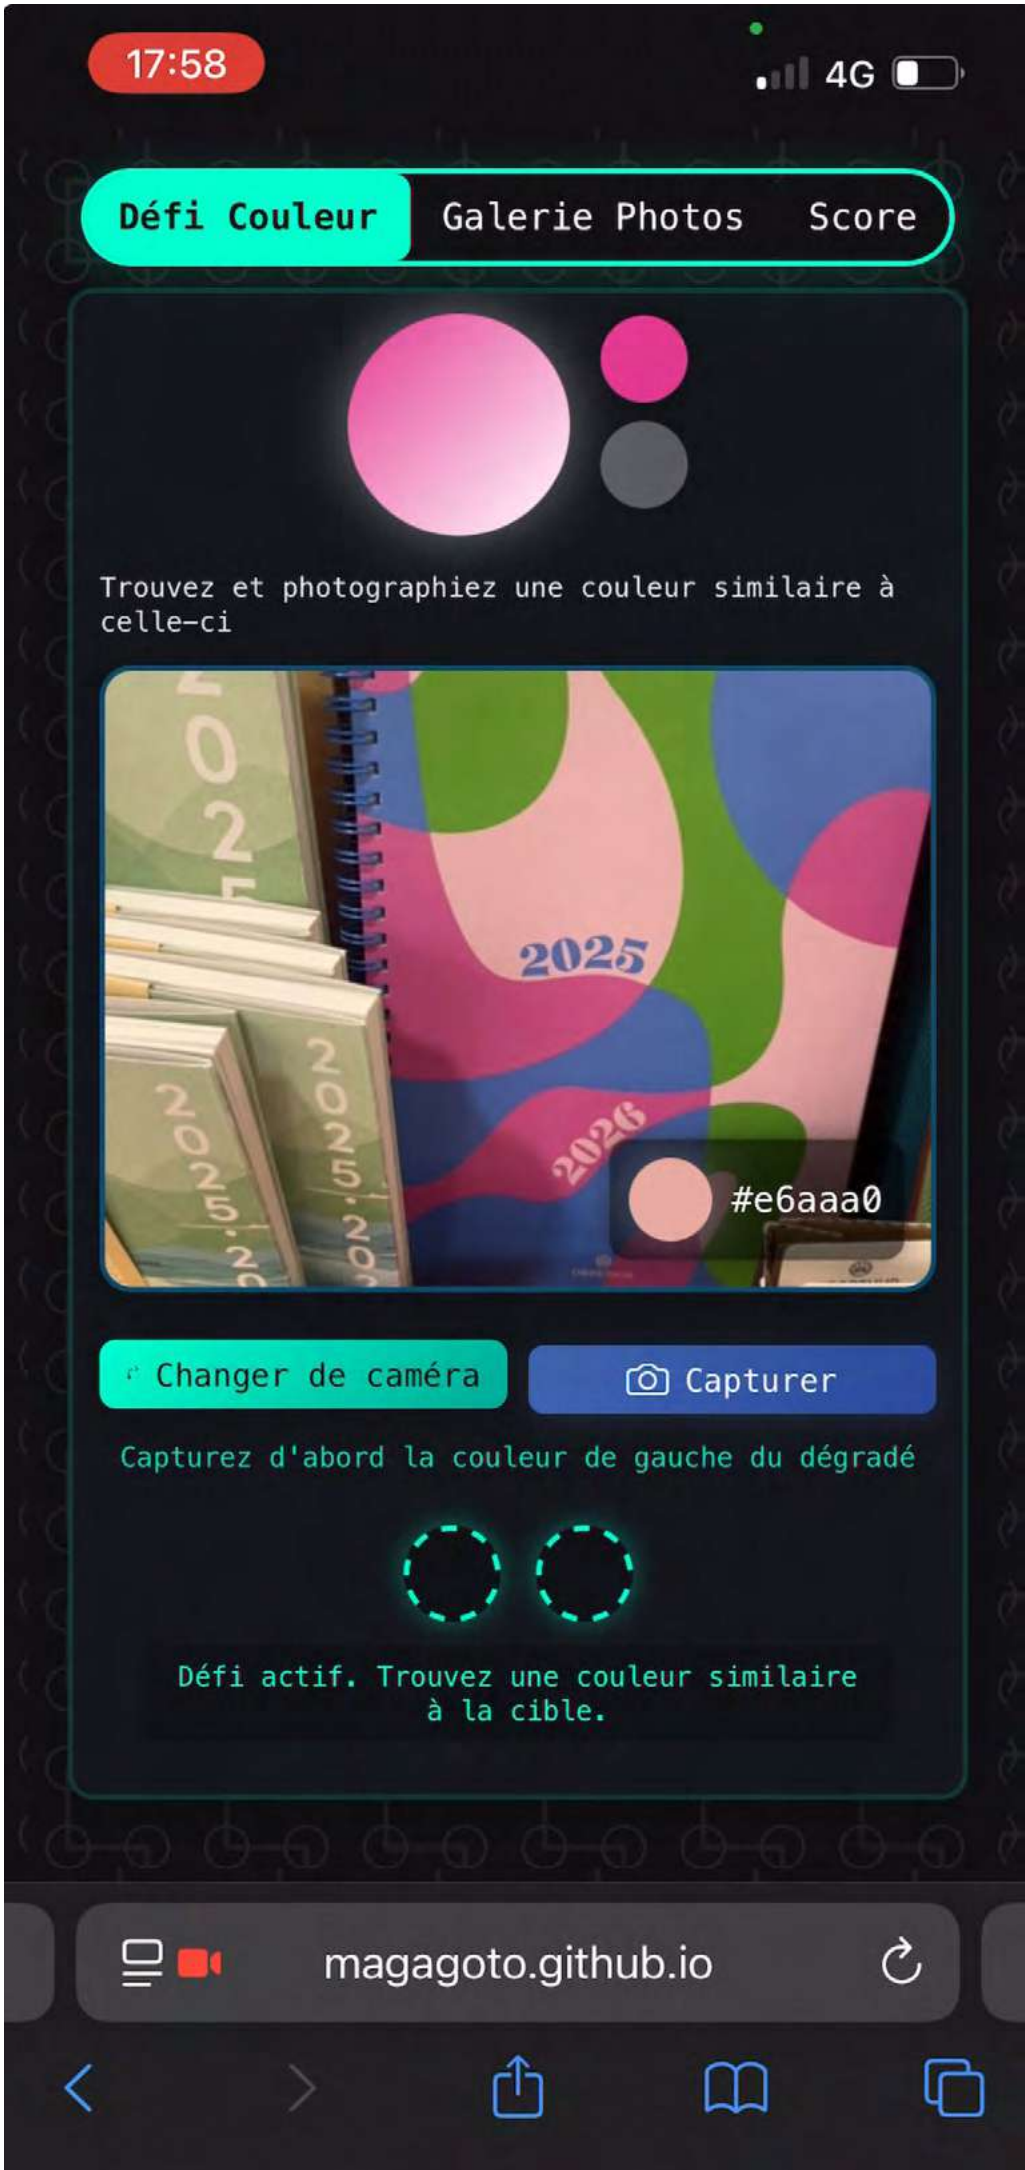 17:58
4G
Défi Couleur
Galerie Photos
Score
Trouvez et photographiez une couleur similaire à
celle-ci
2025
2025
2026
2025·20
2025·202
#e6aaa0
Changer de caméra
Capturer
Capturez d'abord la couleur de gauche du dégradé
Défi actif. Trouvez une couleur similaire
à la cible.
magagoto.github.io